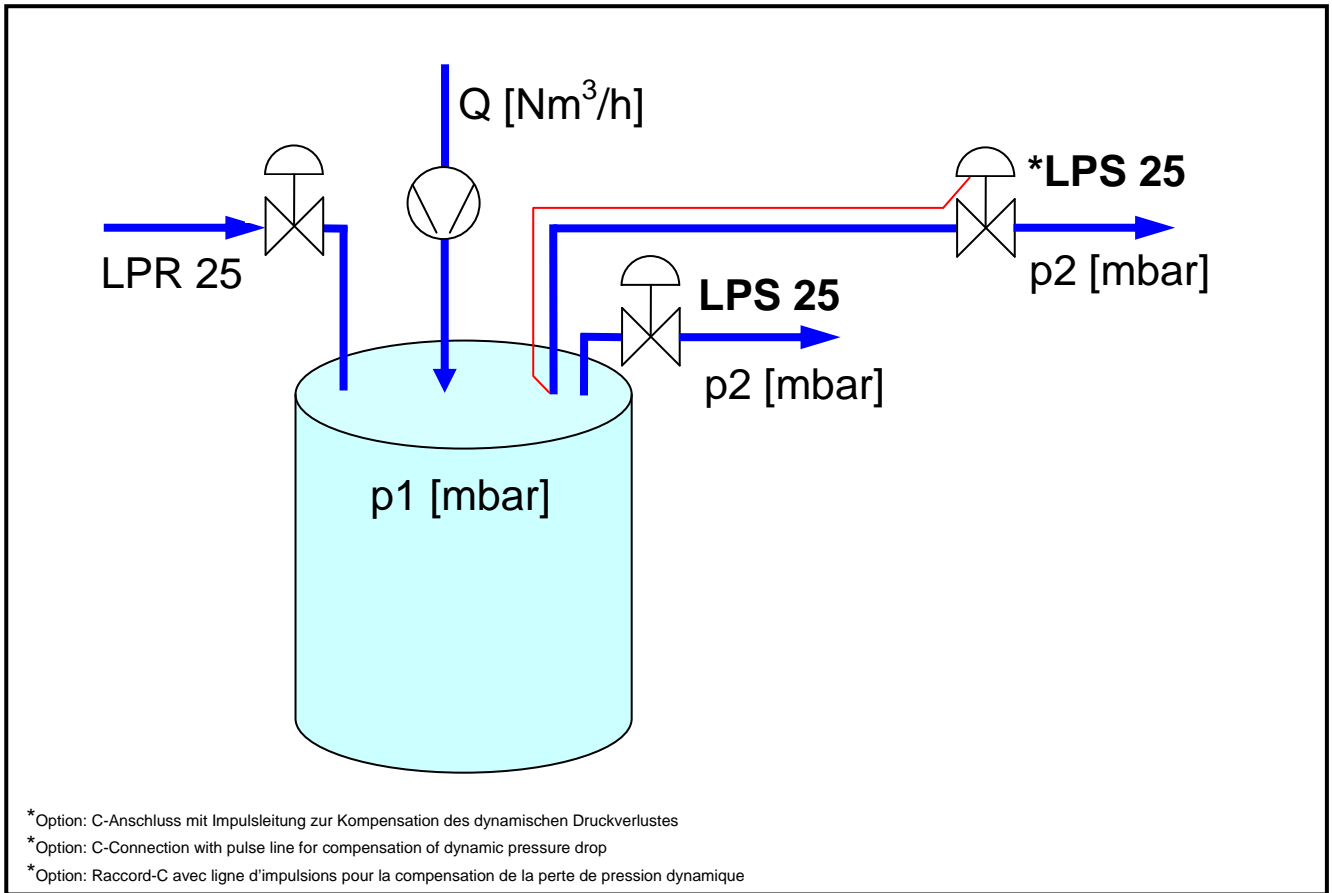 Q [Nm³/h]
*LPS 25
LPR 25
p2 [mbar]
LPS 25
p2 [mbar]
p1 [mbar]
*Option: C-Anschluss mit Impulsleitung zur Kompensation des dynamischen Druckverlustes
*Option: C-Connection with pulse line for compensation of dynamic pressure drop
*Option: Raccord-C avec ligne d'impulsions pour la compensation de la perte de pression dynamique